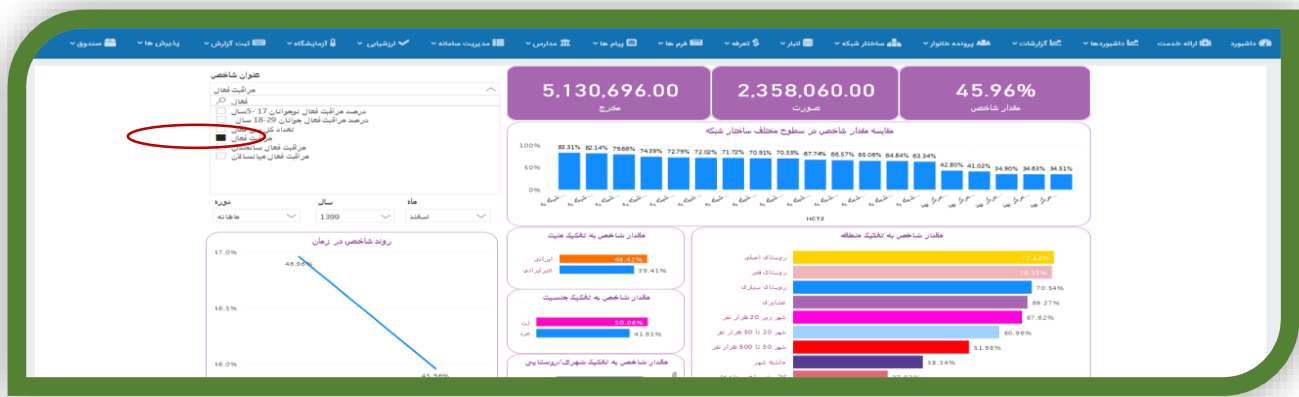 داشبورد ارائه خدمت داشبوردها گزارشات پرونده خانوار ساختار شبکه انبار تعرفه فرم ها پیام ها مدارس مدیریت سامانه ارزشیابی آزمایشگاه ثبت گزارش پذیرش ها صندوق
عنوان شاخص
مراقبت فعال
فعال
درصد مراقبت فعال نوجوانان 17 -5سال
درصد مراقبت فعال جوانان 29-18 سال
مراقبت فعال
مراقبت فعال سالمندان
مراقبت فعال میانسالان
ماه سال دوره
اسفند 1399 ماهانه
45.96% 2,358,060.00 5,130,696.00
مقدار شاخص صورت مخرج
مقایسه مقدار شاخص در سطوح مختلف ساختار شبکه
100%
83.31% 82.14% 79.66% 74.39% 72.79% 72.02% 71.72% 70.91% 70.55% 67.74% 66.57% 65.06% 64.84% 63.34% 42.80% 41.02% 34.90% 34.63% 34.51%
50%
0%
HCT2
روند شاخص در زمان
47.0%
46.96%
46.5%
46.0%
45.96%
مقدار شاخص به تفکیک ملیت
ایرانی 46.42%
غیرایرانی 39.41%
مقدار شاخص به تفکیک جنسیت
زن 50.06%
مرد 41.91%
مقدار شاخص به تفکیک شهری/روستایی
مقدار شاخص به تفکیک منطقه
روستای اصلی 77.12%
روستای قمر
روستای سیاری 70.54%
عشایری 69.27%
شهر زیر 20 هزار نفر 67.62%
شهر 20 تا 50 هزار نفر 60.96%
شهر 50 تا 500 هزار نفر 51.98%
حاشیه شهر 38.34%